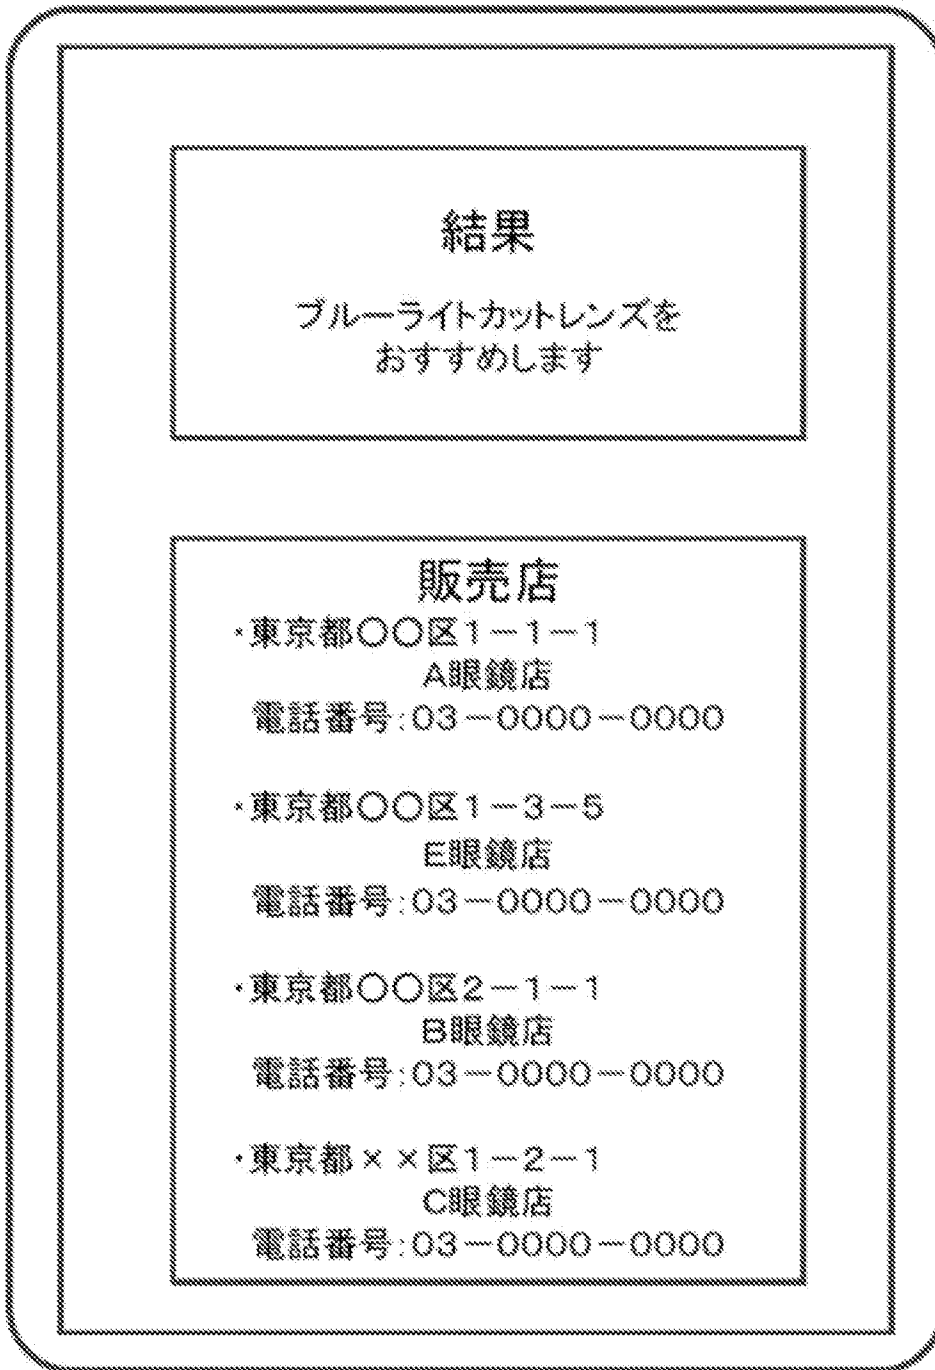 結果
ブルーライトカットレンズを
おすすめします
販売店
・東京都〇〇区1－1－1
A眼鏡店
電話番号:03－0000－0000
・東京都〇〇区1－3－5
E眼鏡店
電話番号:03－0000－0000
・東京都〇〇区2－1－1
B眼鏡店
電話番号:03－0000－0000
・東京都××区1－2－1
C眼鏡店
電話番号:03－0000－0000